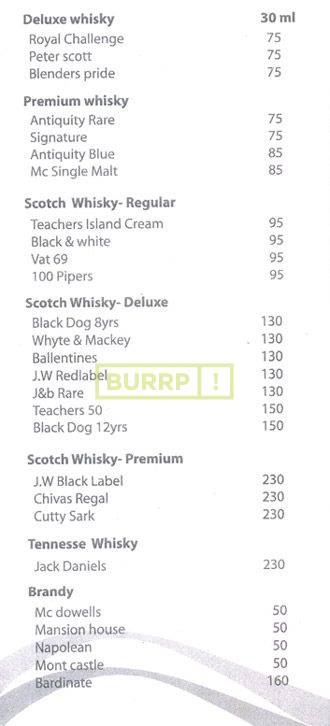 Deluxe whisky 30 ml
Royal Challenge 75
Peter scott 75
Blenders pride 75
Premium whisky
Antiquity Rare 75
Signature 75
Antiquity Blue 85
Mc Single Malt 85
Scotch Whisky- Regular
Teachers Island Cream 95
Black & white 95
Vat 69 95
100 Pipers 95
Scotch Whisky- Deluxe
Black Dog 8yrs 130
Whyte & Mackey 130
Ballentines 130
J.W Redlabel 130
BURRP!
J&b Rare 130
Teachers 50 150
Black Dog 12yrs 150
Scotch Whisky- Premium
J.W Black Label 230
Chivas Regal 230
Cutty Sark 230
Tennesse Whisky
Jack Daniels 230
Brandy
Mc dowells 50
Mansion house 50
Napolean 50
Mont castle 50
Bardinate 160